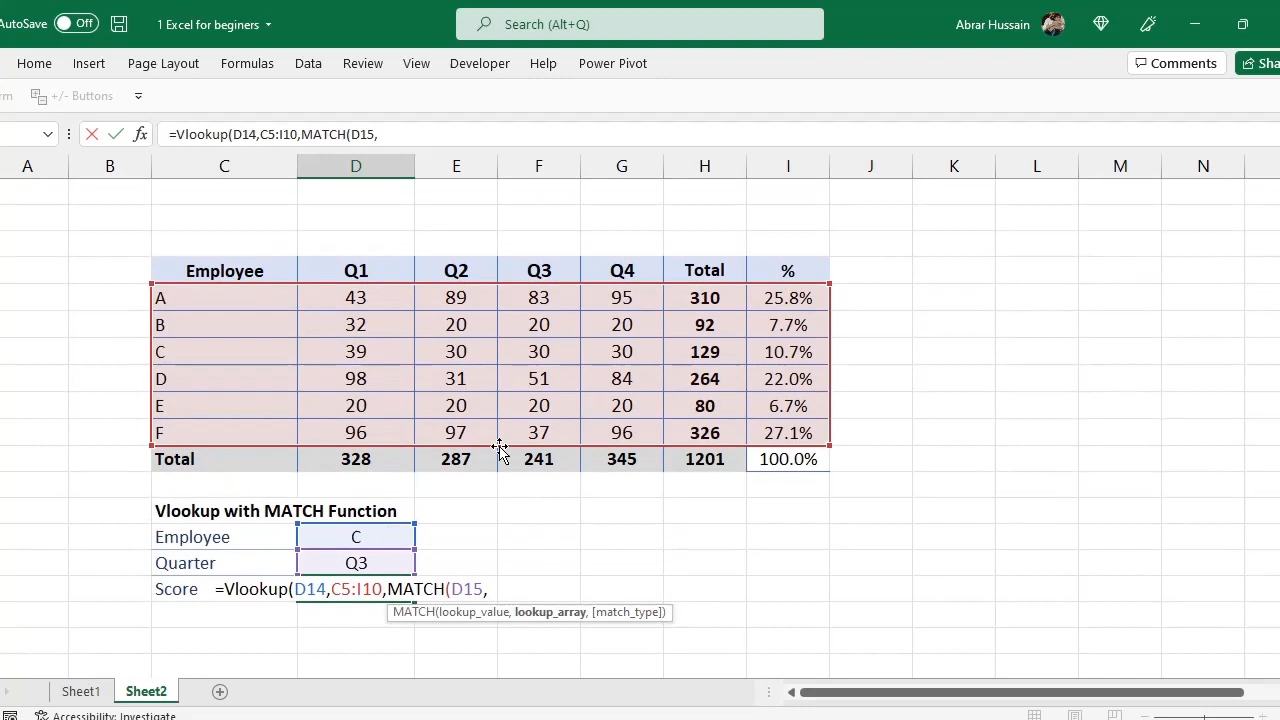 AutoSave Off 1 Excel for beginers Search (Alt+Q) Abrar Hussain
Home Insert Page Layout Formulas Data Review View Developer Help Power Pivot Comments Sha
rm +/- Buttons
fx =Vlookup(D14,C5:I10,MATCH(D15,
A B C D E F G H I J K L M N
Employee Q1 Q2 Q3 Q4 Total %
A 43 89 83 95 310 25.8%
B 32 20 20 20 92 7.7%
C 39 30 30 30 129 10.7%
D 98 31 51 84 264 22.0%
E 20 20 20 20 80 6.7%
F 96 97 37 96 326 27.1%
Total 328 287 241 345 1201 100.0%
Vlookup with MATCH Function
Employee C
Quarter Q3
Score =Vlookup(D14,C5:I10,MATCH(D15,
MATCH(lookup_value, lookup_array, [match_type])
Sheet1 Sheet2
Accessibility: Investigate